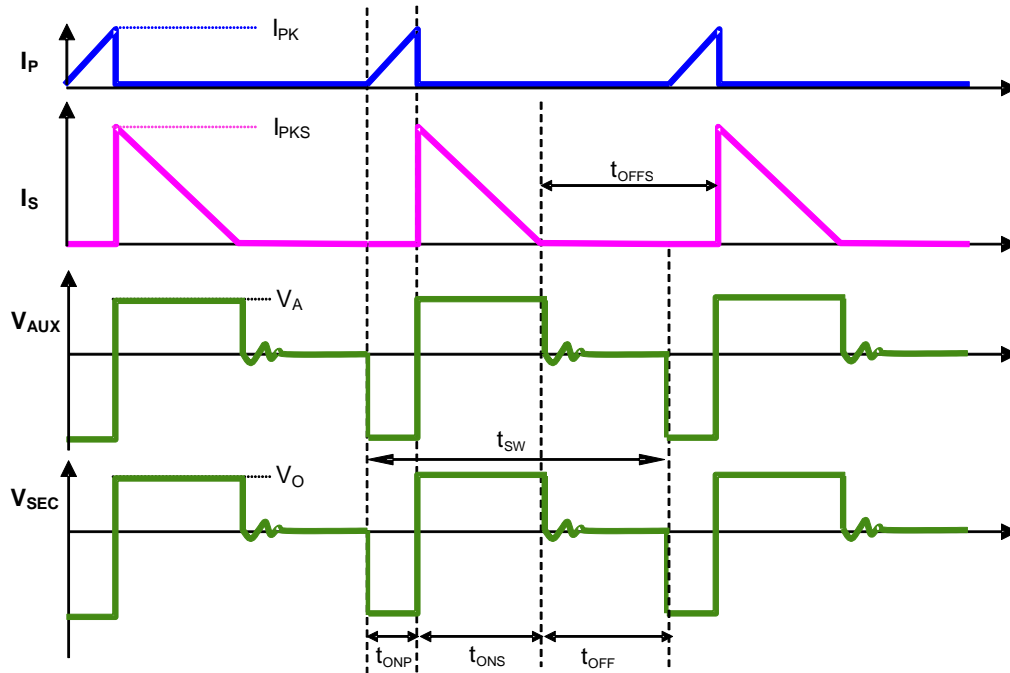 I_PK
I_P
I_PKS
t_OFFS
I_S
V_A
V_AUX
t_SW
V_O
V_SEC
t_ONP
t_ONS
t_OFF